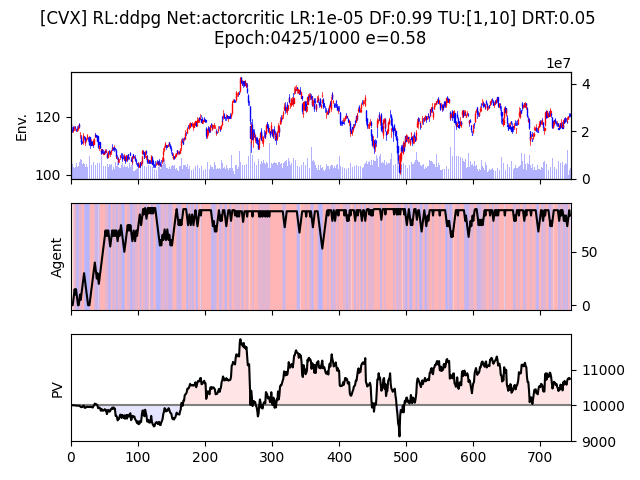 [CVX] RL:ddpg Net:actorcritic LR:1e-05 DF:0.99 TU:[1,10] DRT:0.05
Epoch:0425/1000 e=0.58
1e7
Env.
120
100
4
2
0
Agent
50
0
PV
11000
10000
9000
0 100 200 300 400 500 600 700